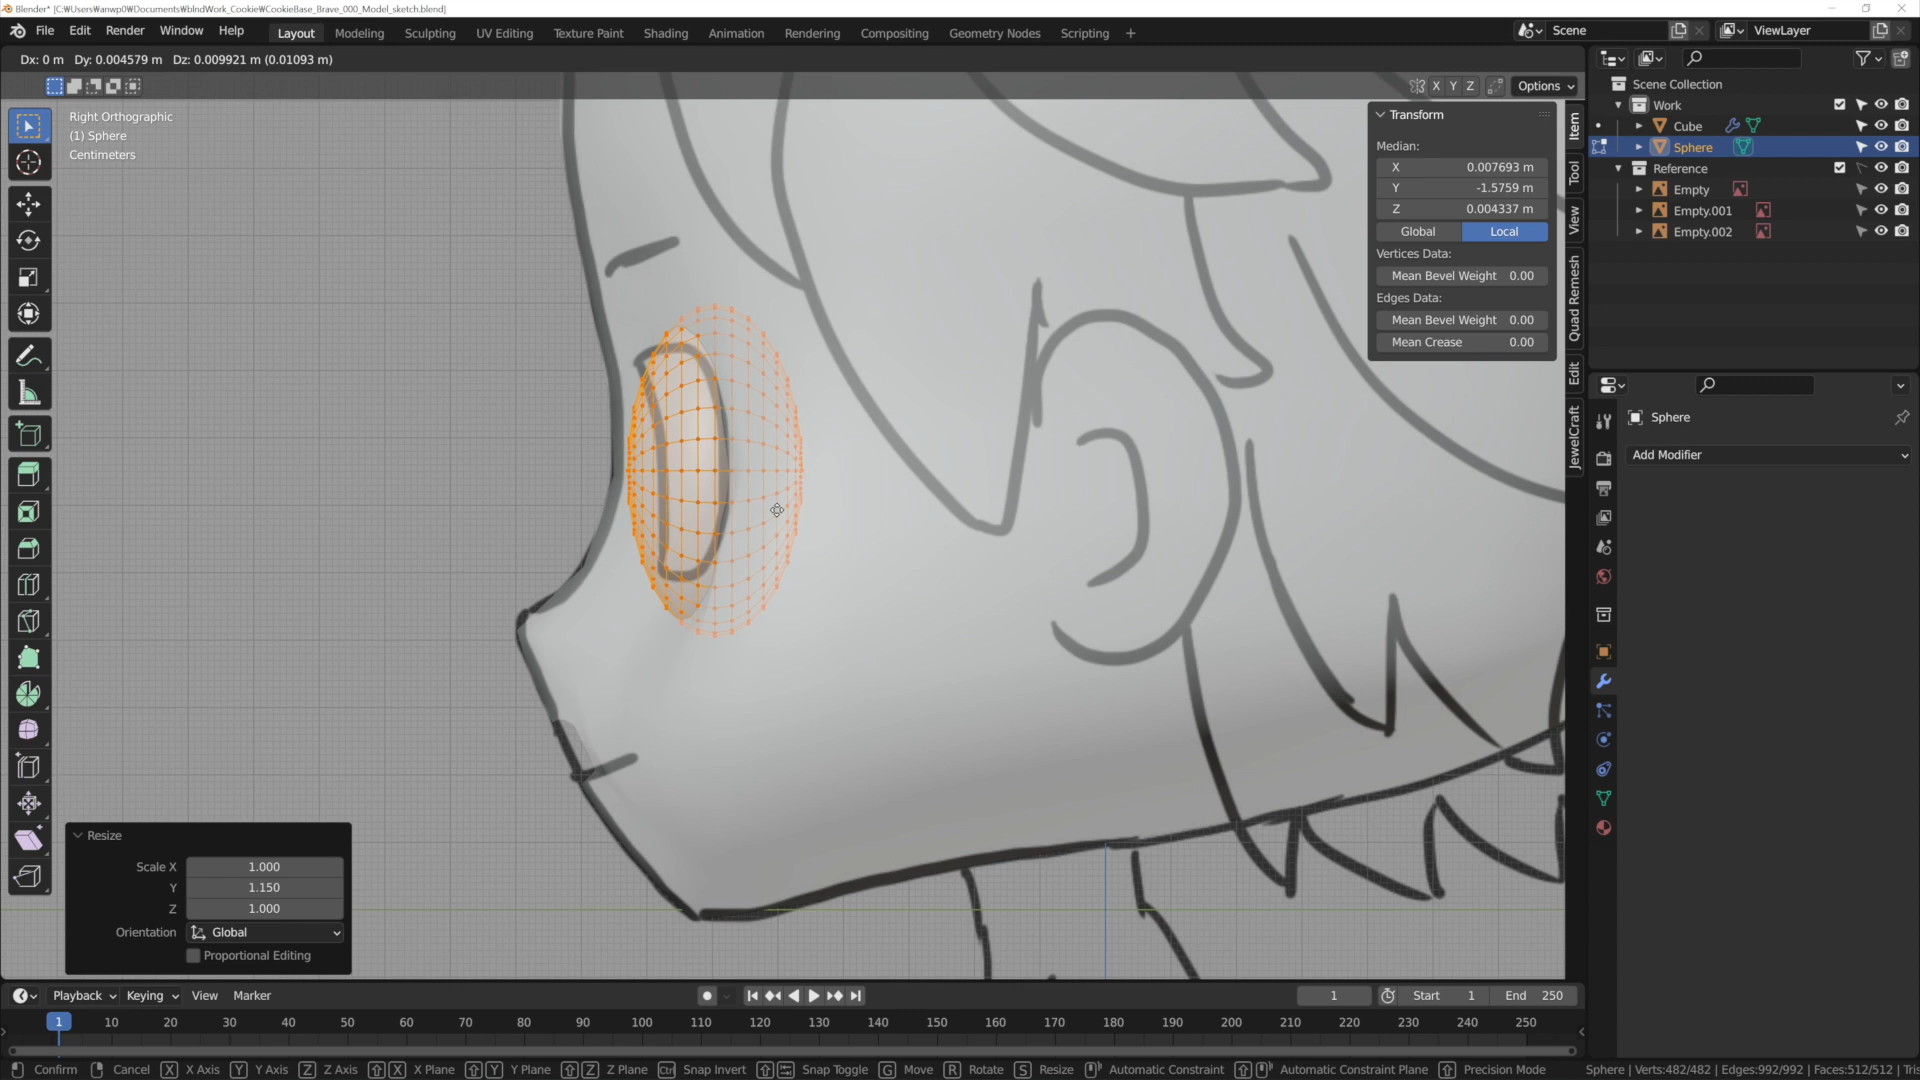 Blender* [C:₩Users₩anwp0₩Documents₩blndWork_Cookie₩CookieBase_Brave_000_Model_sketch.blend]
File Edit Render Window Help Layout Modeling Sculpting UV Editing Texture Paint Shading Animation Rendering Compositing Geometry Nodes Scripting + Scene ViewLayer
Dx: 0 m Dy: 0.004579 m Dz: 0.009921 m (0.01093 m)
X Y Z Options
Right Orthographic
(1) Sphere
Centimeters
Transform
Median:
X 0.007693 m
Y -1.5759 m
Z 0.004337 m
Global Local
Vertices Data:
Mean Bevel Weight 0.00
Edges Data:
Mean Bevel Weight 0.00
Mean Crease 0.00
Item
Tool
View
Quad Remesh
Edit
JewelCraft
Scene Collection
Work
Cube
Sphere
Reference
Empty
Empty.001
Empty.002
Sphere
Add Modifier
Resize
Scale X 1.000
Y 1.150
Z 1.000
Orientation Global
Proportional Editing
Playback Keying View Marker 1 Start 1 End 250
1 10 20 30 40 50 60 70 80 90 100 110 120 130 140 150 160 170 180 190 200 210 220 230 240 250
Confirm Cancel X X Axis Y Y Axis Z Z Axis X X Plane Y Y Plane Z Z Plane Ctrl Snap Invert Snap Toggle G Move R Rotate S Resize Automatic Constraint Automatic Constraint Plane Precision Mode Sphere | Verts:482/482 | Edges:992/992 | Faces:512/512 | Tris